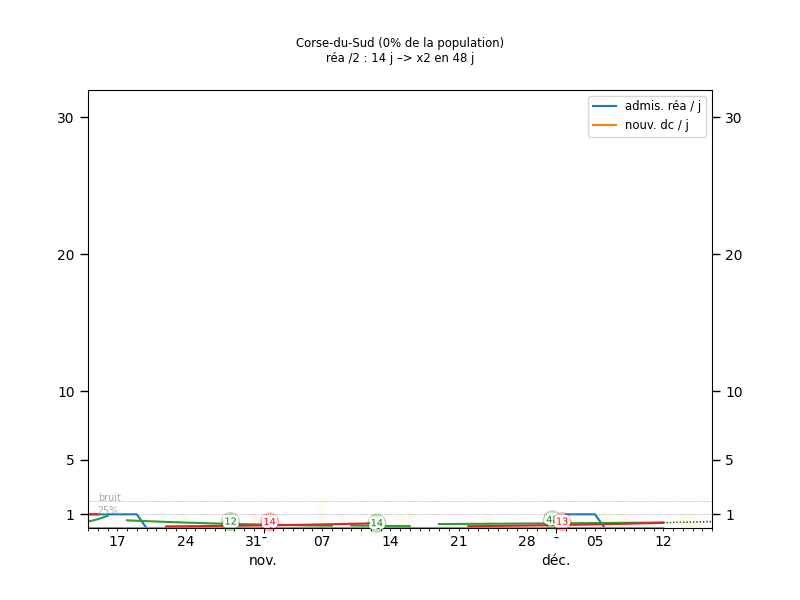 Corse-du-Sud (0% de la population)
réa /2 : 14 j –> x2 en 48 j
admis. réa / j
nouv. dc / j
30 30
20 20
10 10
5 5
bruit
25%
1 1
12 14 14 13
17 24 31 07 14 21 28 05 12
nov. déc.